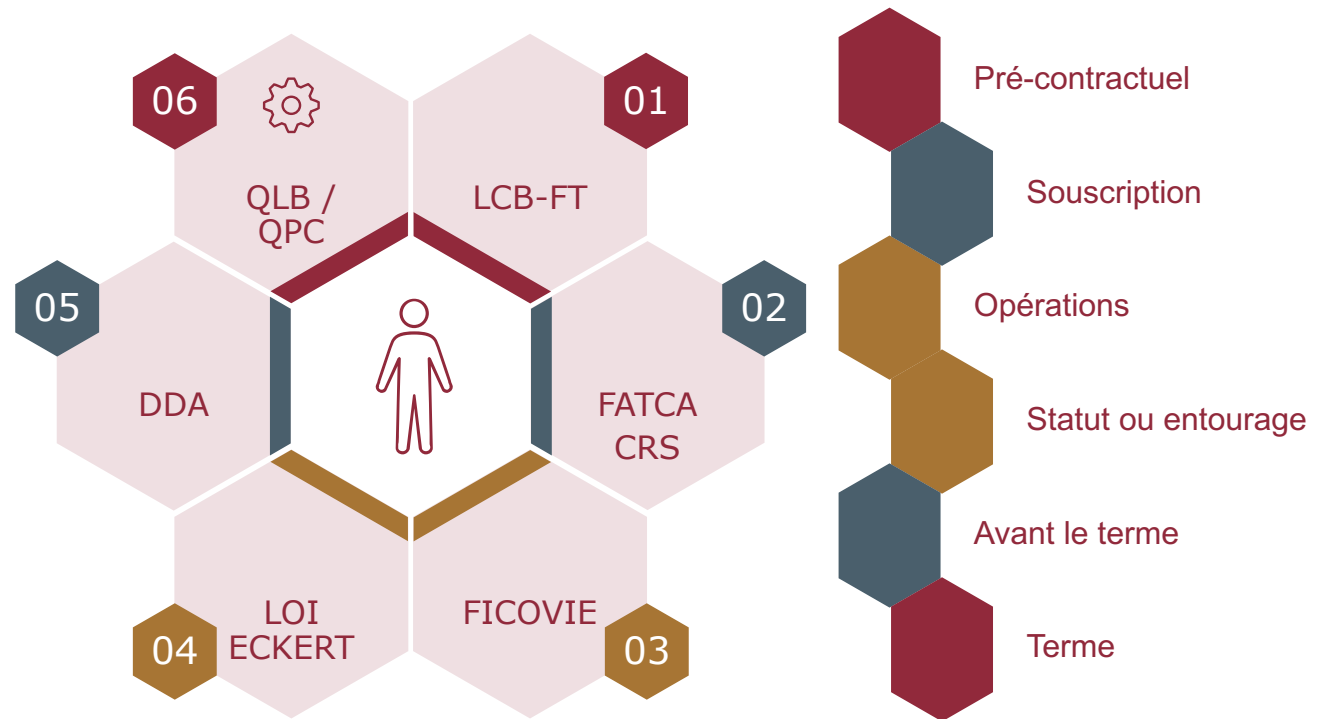 01
LCB-FT
02
FATCA
CRS
03
FICOVIE
04
LOI
ECKERT
05
DDA
06
QLB /
QPC
Pré-contractuel
Souscription
Opérations
Statut ou entourage
Avant le terme
Terme